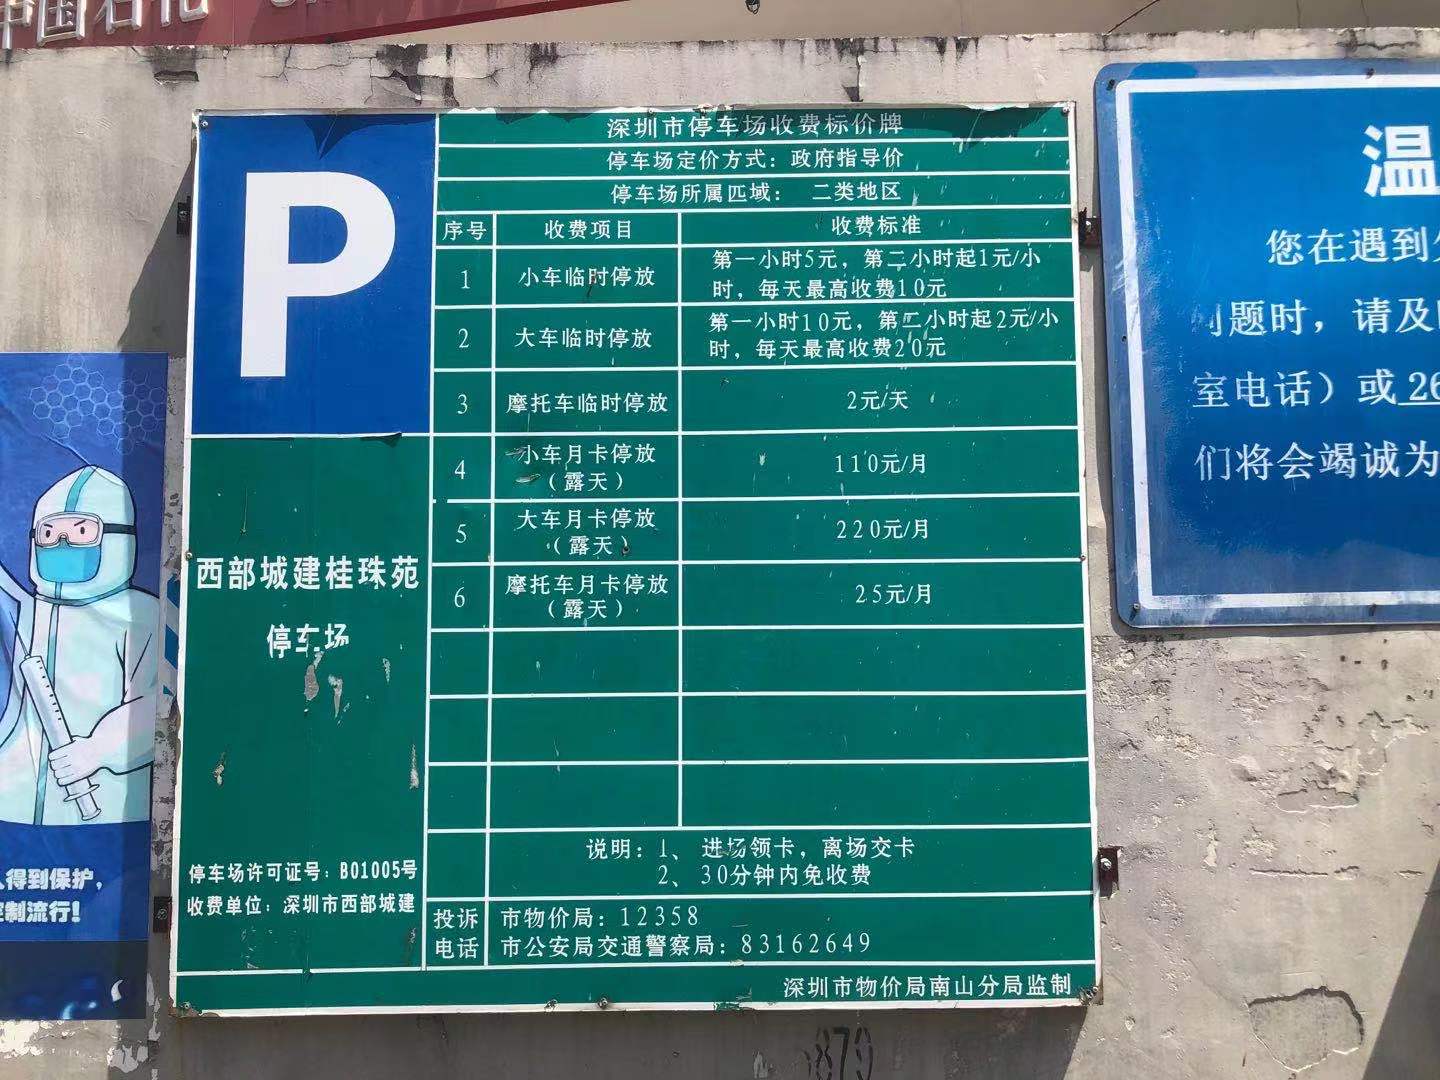 中国石化
P
深圳市停车场收费标价牌
停车场定价方式：政府指导价
停车场所属匹域： 二类地区
序号 收费项目 收费标准
1 小车临时停放 第一小时5元，第二小时起1元/小
时，每天最高收费10元
2 大车临时停放 第一小时10元，第二小时起2元/小
时，每天最高收费20元
3 摩托车临时停放 2元/天
4 小车月卡停放
（露天） 110元/月
5 大车月卡停放
（露天） 220元/月
6 摩托车月卡停放
（露天） 25元/月
西部城建桂珠苑
停车场
停车场许可证号：B01005号
收费单位：深圳市西部城建
说明：1、 进场领卡，离场交卡
2、 30分钟内免收费
投诉
电话
市物价局：12358
市公安局交通警察局：83162649
深圳市物价局南山分局监制
温
您在遇到
问题时，请及
室电话）或 26
们将会竭诚为
人得到保护，
控制流行！
879